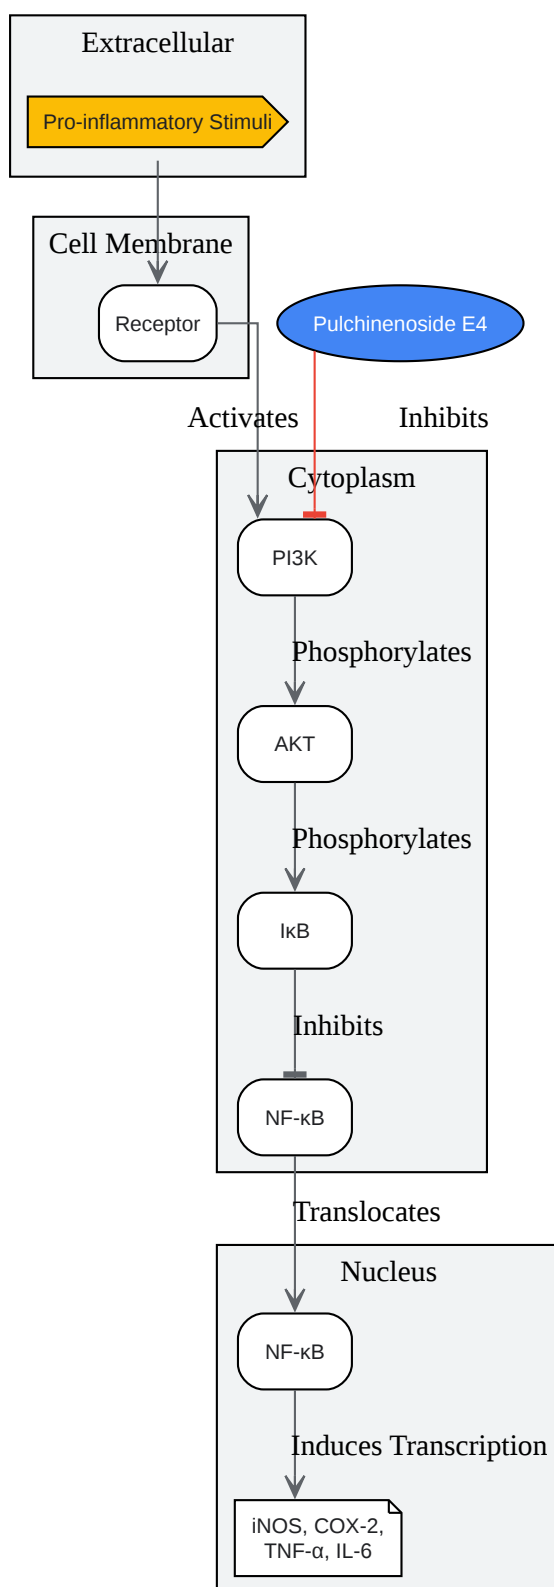 Extracellular
Pro-inflammatory Stimuli
Cell Membrane
Receptor
Pulchinenoside E4
Activates
Inhibits
Cytoplasm
PI3K
Phosphorylates
AKT
Phosphorylates
IκB
Inhibits
NF-κB
Translocates
Nucleus
NF-κB
Induces Transcription
iNOS, COX-2,
TNF-α, IL-6